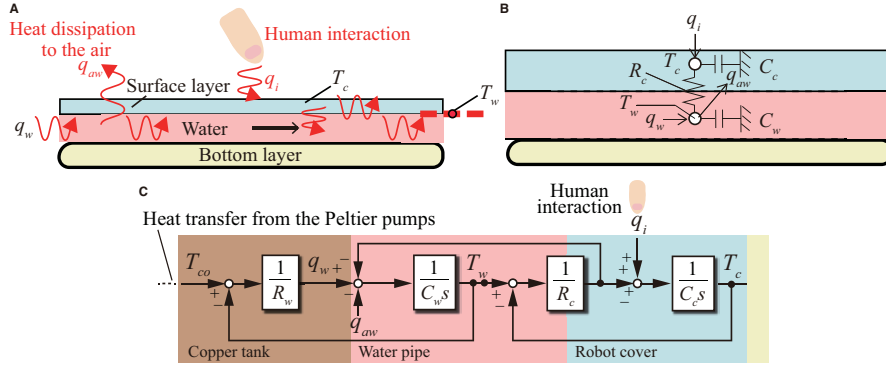 A
Heat dissipation
to the air
Human interaction
q_aw
q_i
Surface layer
T_c
T_w
q_w
Water
Bottom layer
B
q_i
T_c
C_c
R_c
q_aw
T_w
q_w
C_w
C
Human
interaction
Heat transfer from the Peltier pumps
q_i
T_co
+
−
1/R_w
q_w
+
−
−
q_aw
1/C_w s
T_w
+
−
1/R_c
+
+
+
−
1/C_c s
T_c
Copper tank
Water pipe
Robot cover